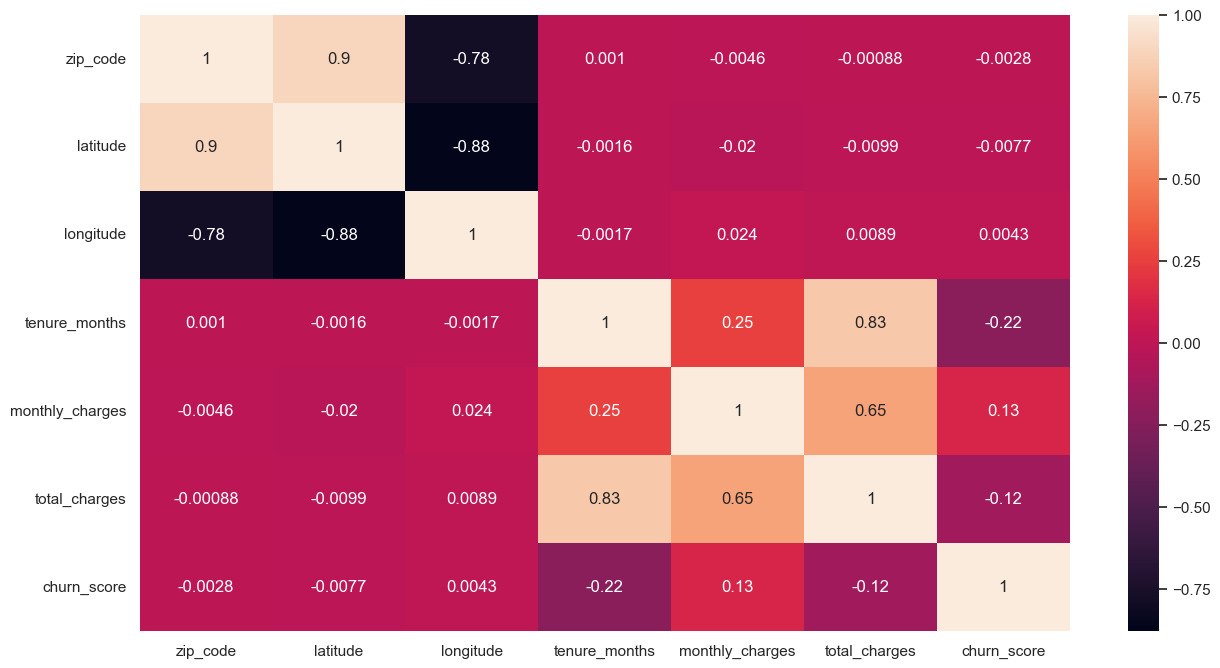 zip_code 1 0.9 -0.78 0.001 -0.0046 -0.00088 -0.0028
latitude 0.9 1 -0.88 -0.0016 -0.02 -0.0099 -0.0077
longitude -0.78 -0.88 1 -0.0017 0.024 0.0089 0.0043
tenure_months 0.001 -0.0016 -0.0017 1 0.25 0.83 -0.22
monthly_charges -0.0046 -0.02 0.024 0.25 1 0.65 0.13
total_charges -0.00088 -0.0099 0.0089 0.83 0.65 1 -0.12
churn_score -0.0028 -0.0077 0.0043 -0.22 0.13 -0.12 1
zip_code latitude longitude tenure_months monthly_charges total_charges churn_score
1.00
0.75
0.50
0.25
0.00
−0.25
−0.50
−0.75